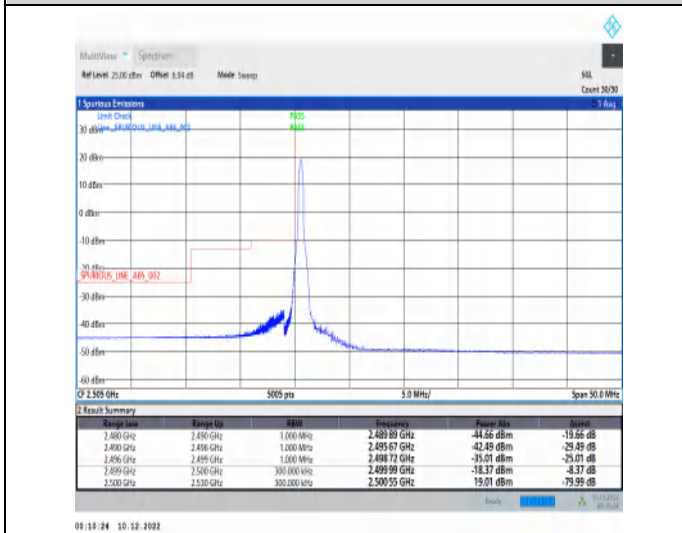 MultiView Spectrum
Ref Level 25.00 dBm Offset 6.94 dB Mode Sweep SGL
Count 30/30
1 Spurious Emissions 1 Avg
Limit Check PASS
30 dBm Line _SPURIOUS_LINE_ABS_002 PASS
20 dBm
10 dBm
0 dBm
-10 dBm
-20 dBm
SPURIOUS_LINE_ABS_002
-30 dBm
-40 dBm
-50 dBm
-60 dBm
CF 2.505 GHz 5005 pts 5.0 MHz/ Span 50.0 MHz
2 Result Summary
Range Low Range Up RBW Frequency Power Abs ΔLimit
2.480 GHz 2.490 GHz 1.000 MHz 2.489 89 GHz -44.66 dBm -19.66 dB
2.490 GHz 2.496 GHz 1.000 MHz 2.495 67 GHz -42.49 dBm -29.49 dB
2.496 GHz 2.499 GHz 1.000 MHz 2.498 72 GHz -35.01 dBm -25.01 dB
2.499 GHz 2.500 GHz 300.000 kHz 2.499 99 GHz -18.37 dBm -8.37 dB
2.500 GHz 2.530 GHz 300.000 kHz 2.500 55 GHz 19.01 dBm -79.99 dB
Ready
00:10:24 10.12.2022